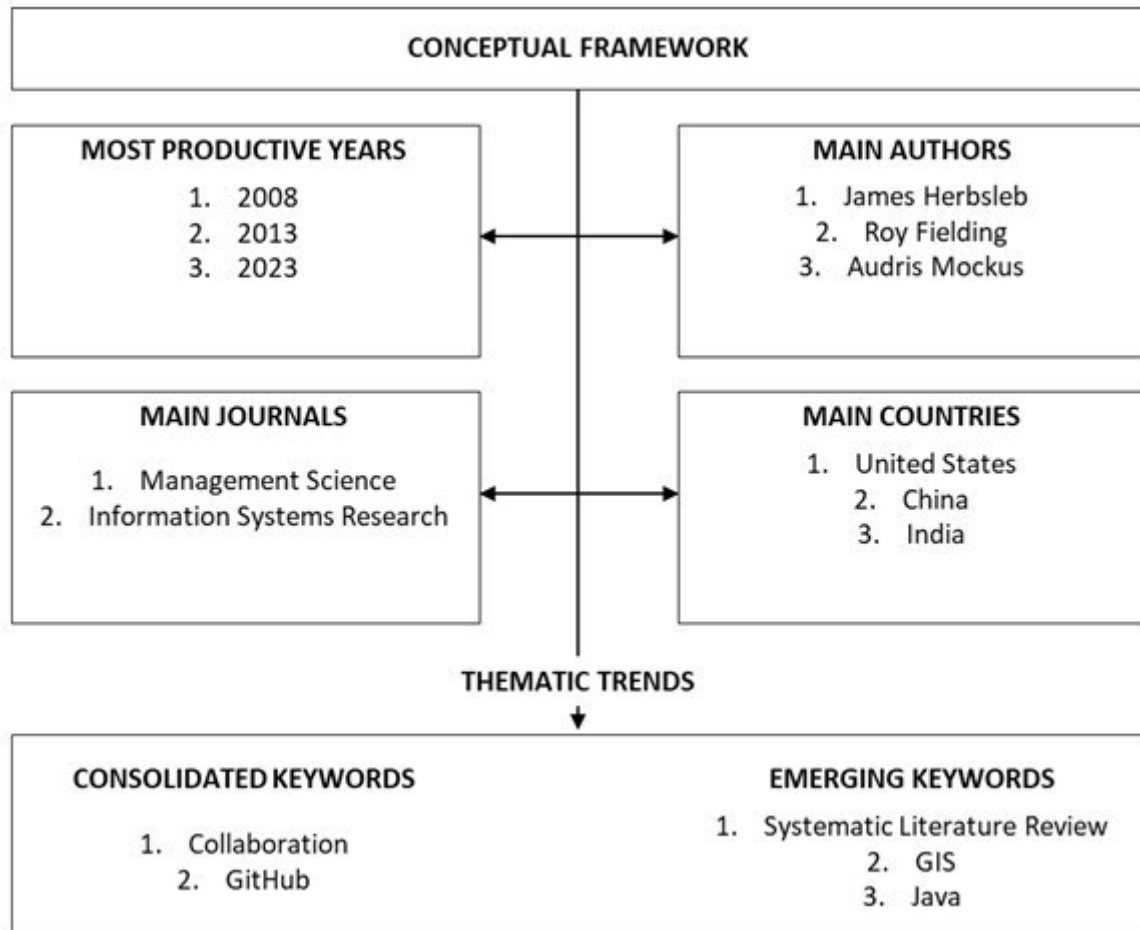 CONCEPTUAL FRAMEWORK
MOST PRODUCTIVE YEARS
1. 2008
2. 2013
3. 2023
MAIN AUTHORS
1. James Herbsleb
2. Roy Fielding
3. Audris Mockus
MAIN JOURNALS
1. Management Science
2. Information Systems Research
MAIN COUNTRIES
1. United States
2. China
3. India
THEMATIC TRENDS
CONSOLIDATED KEYWORDS
1. Collaboration
2. GitHub
EMERGING KEYWORDS
1. Systematic Literature Review
2. GIS
3. Java